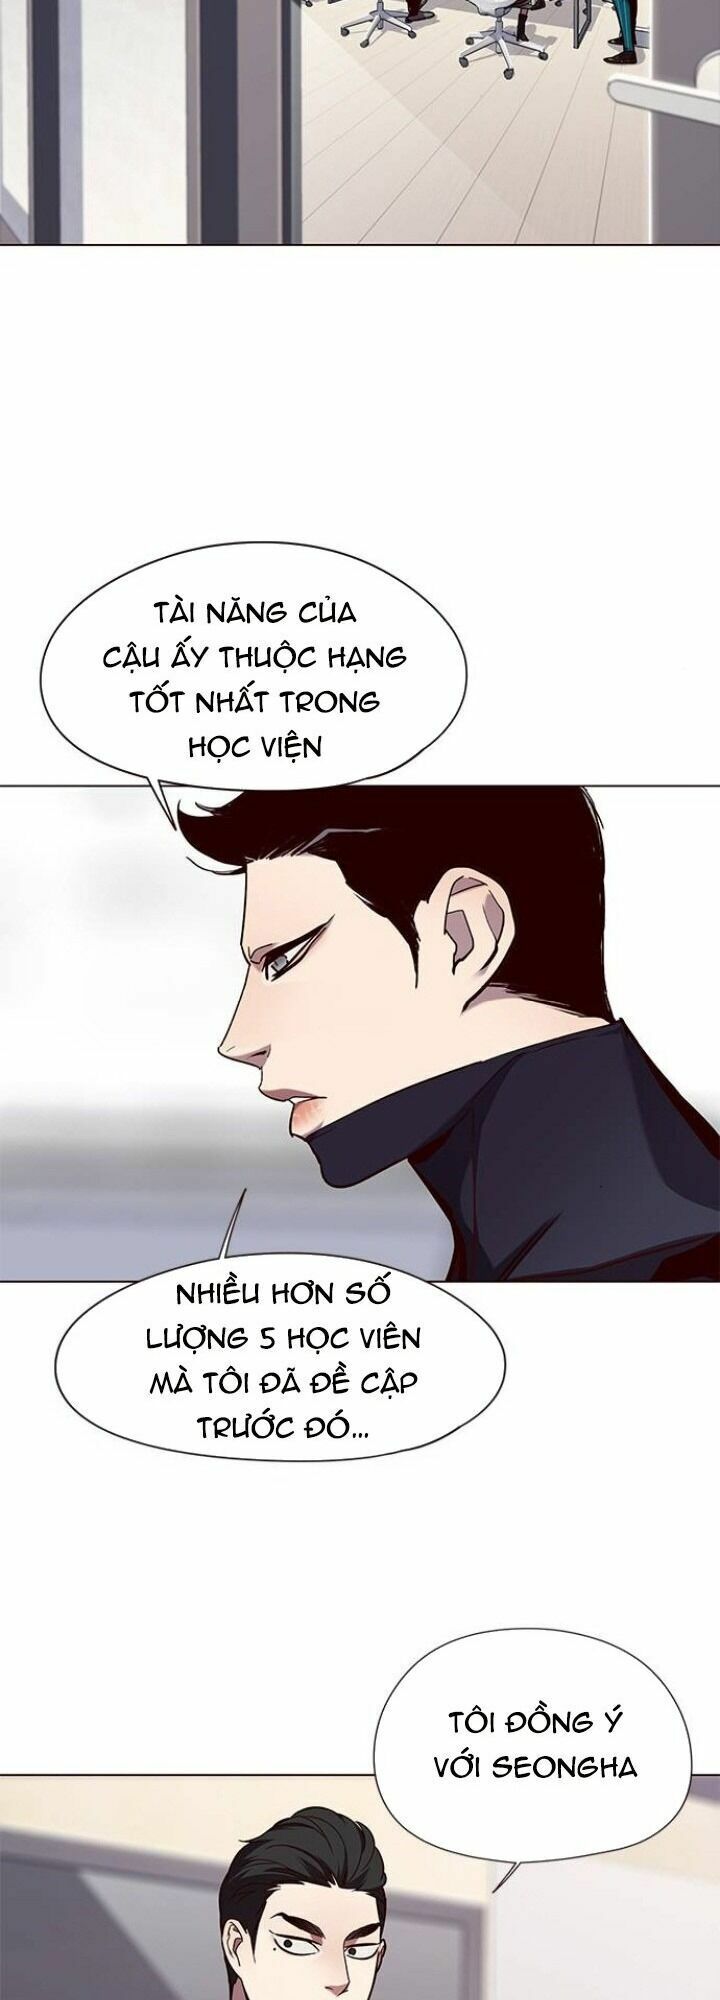 TÀI NĂNG CỦA
CẬU ẤY THUỘC HẠNG
TỐT NHẤT TRONG
HỌC VIỆN
NHIỀU HƠN SỐ
LƯỢNG 5 HỌC VIÊN
MÀ TÔI ĐÃ ĐỀ CẬP
TRƯỚC ĐÓ...
TÔI ĐỒNG Ý
VỚI SEONGHA